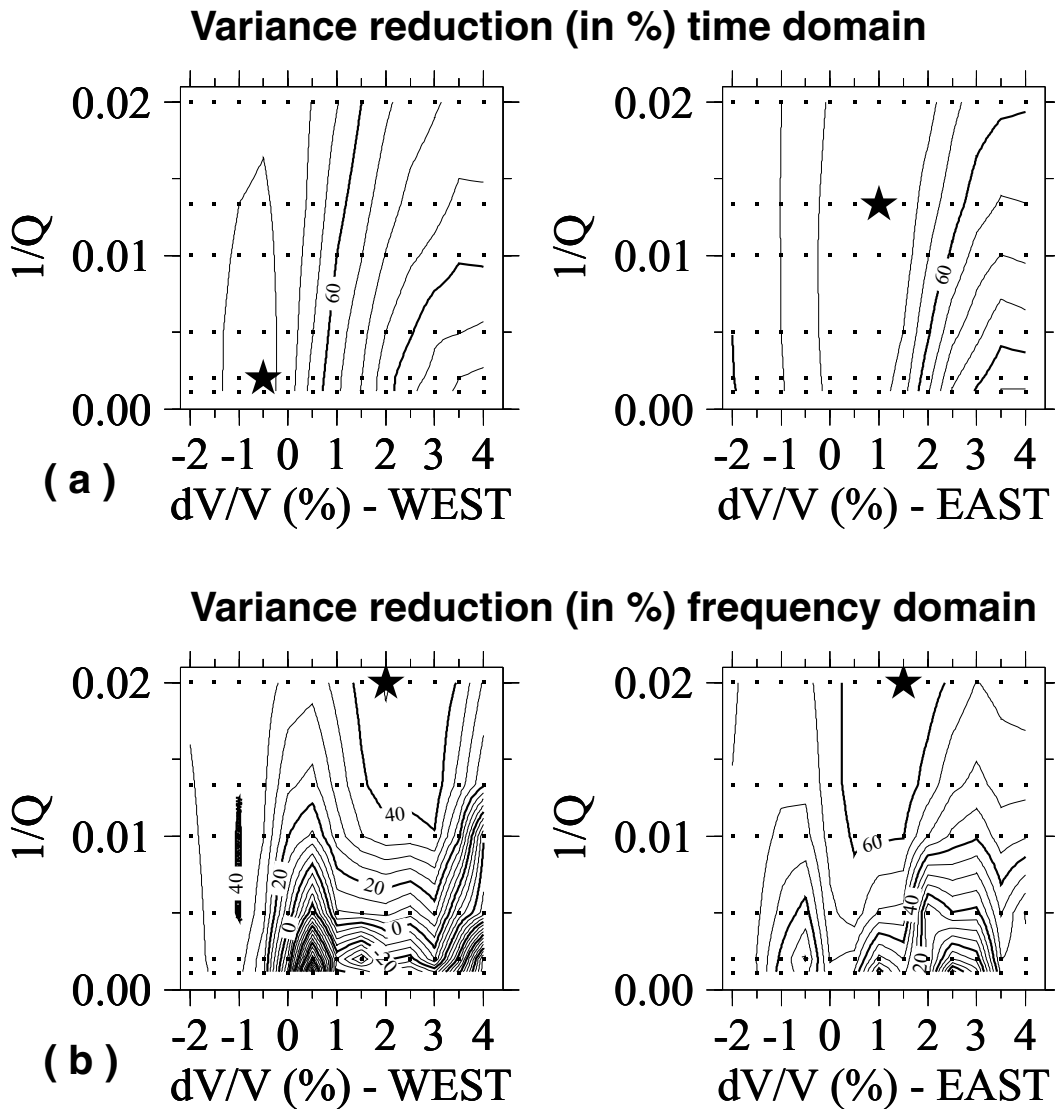 Variance reduction (in %) time domain
0.02
0.01
0.00
1/Q
60
-2 -1 0 1 2 3 4
dV/V (%) - WEST
0.02
0.01
0.00
1/Q
60
-2 -1 0 1 2 3 4
dV/V (%) - EAST
( a )
Variance reduction (in %) frequency domain
0.02
0.01
0.00
1/Q
40
40
20
20
0
0
-2 -1 0 1 2 3 4
dV/V (%) - WEST
0.02
0.01
0.00
1/Q
60
40
20
-2 -1 0 1 2 3 4
dV/V (%) - EAST
( b )